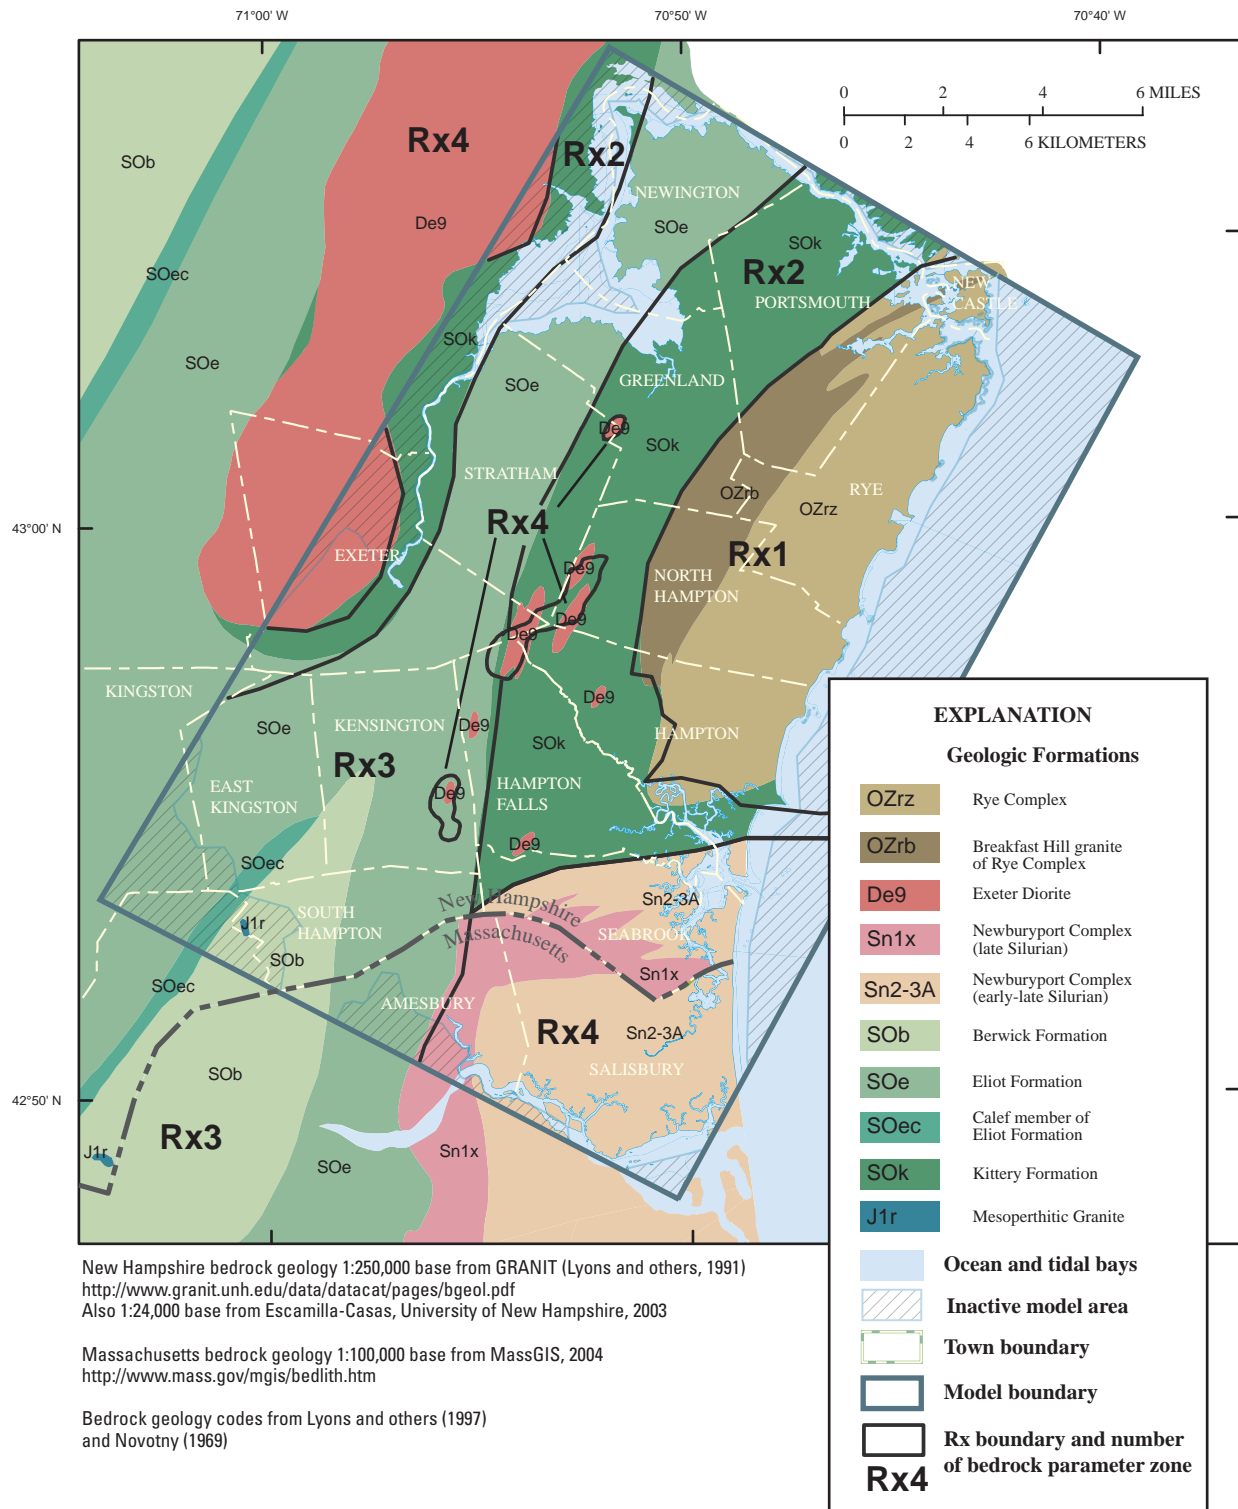 71°00' W
70°50' W
70°40' W
0 2 4 6 MILES
0 2 4 6 KILOMETERS
Rx4
Rx2
SOb
NEWINGTON
De9
SOe
SOk
SOec
Rx2
NEW
CASTLE
PORTSMOUTH
SOk
SOe
SOe
GREENLAND
De9
SOk
STRATHAM
RYE
OZrb
OZrz
43°00' N
Rx4
EXETER
Rx1
De9
NORTH
HAMPTON
De9
De9
KINGSTON
De9
SOe
KENSINGTON
De9
HAMPTON
SOk
Rx3
EAST
KINGSTON
HAMPTON
FALLS
De9
De9
SOec
Sn2-3A
New Hampshire
SOUTH
HAMPTON
J1r
SEABROOK
Massachusetts
SOb
Sn1x
SOec
AMESBURY
Rx4
Sn2-3A
SALISBURY
SOb
42°50' N
Rx3
J1r
SOe
Sn1x
EXPLANATION
Geologic Formations
OZrz Rye Complex
OZrb Breakfast Hill granite
of Rye Complex
De9 Exeter Diorite
Sn1x Newburyport Complex
(late Silurian)
Sn2-3A Newburyport Complex
(early-late Silurian)
SOb Berwick Formation
SOe Eliot Formation
SOec Calef member of
Eliot Formation
SOk Kittery Formation
J1r Mesoperthitic Granite
Ocean and tidal bays
Inactive model area
Town boundary
Model boundary
Rx boundary and number
of bedrock parameter zone
Rx4
New Hampshire bedrock geology 1:250,000 base from GRANIT (Lyons and others, 1991)
http://www.granit.unh.edu/data/datacat/pages/bgeol.pdf
Also 1:24,000 base from Escamilla-Casas, University of New Hampshire, 2003
Massachusetts bedrock geology 1:100,000 base from MassGIS, 2004
http://www.mass.gov/mgis/bedlith.htm
Bedrock geology codes from Lyons and others (1997)
and Novotny (1969)